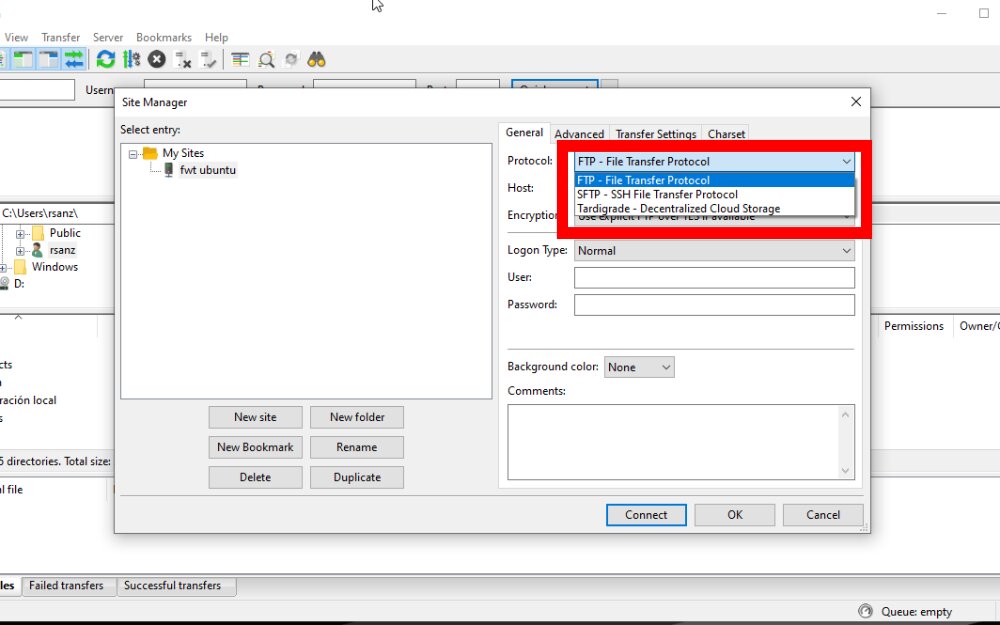 View Transfer Server Bookmarks Help
Usern
Site Manager
Select entry:
My Sites
fwt ubuntu
New site
New folder
New Bookmark
Rename
Delete
Duplicate
General
Advanced
Transfer Settings
Charset
Protocol:
FTP - File Transfer Protocol
FTP - File Transfer Protocol
SFTP - SSH File Transfer Protocol
Tardigrade - Decentralized Cloud Storage
Host:
Encryption
Use explicit FTP over TLS if available
Logon Type:
Normal
User:
Password:
Background color:
None
Comments:
Connect
OK
Cancel
C:\Users\rsanz\
Public
rsanz
Windows
D:
cts
ración local
s
5 directories. Total size:
l file
Permissions
Owner/G
les
Failed transfers
Successful transfers
Queue: empty